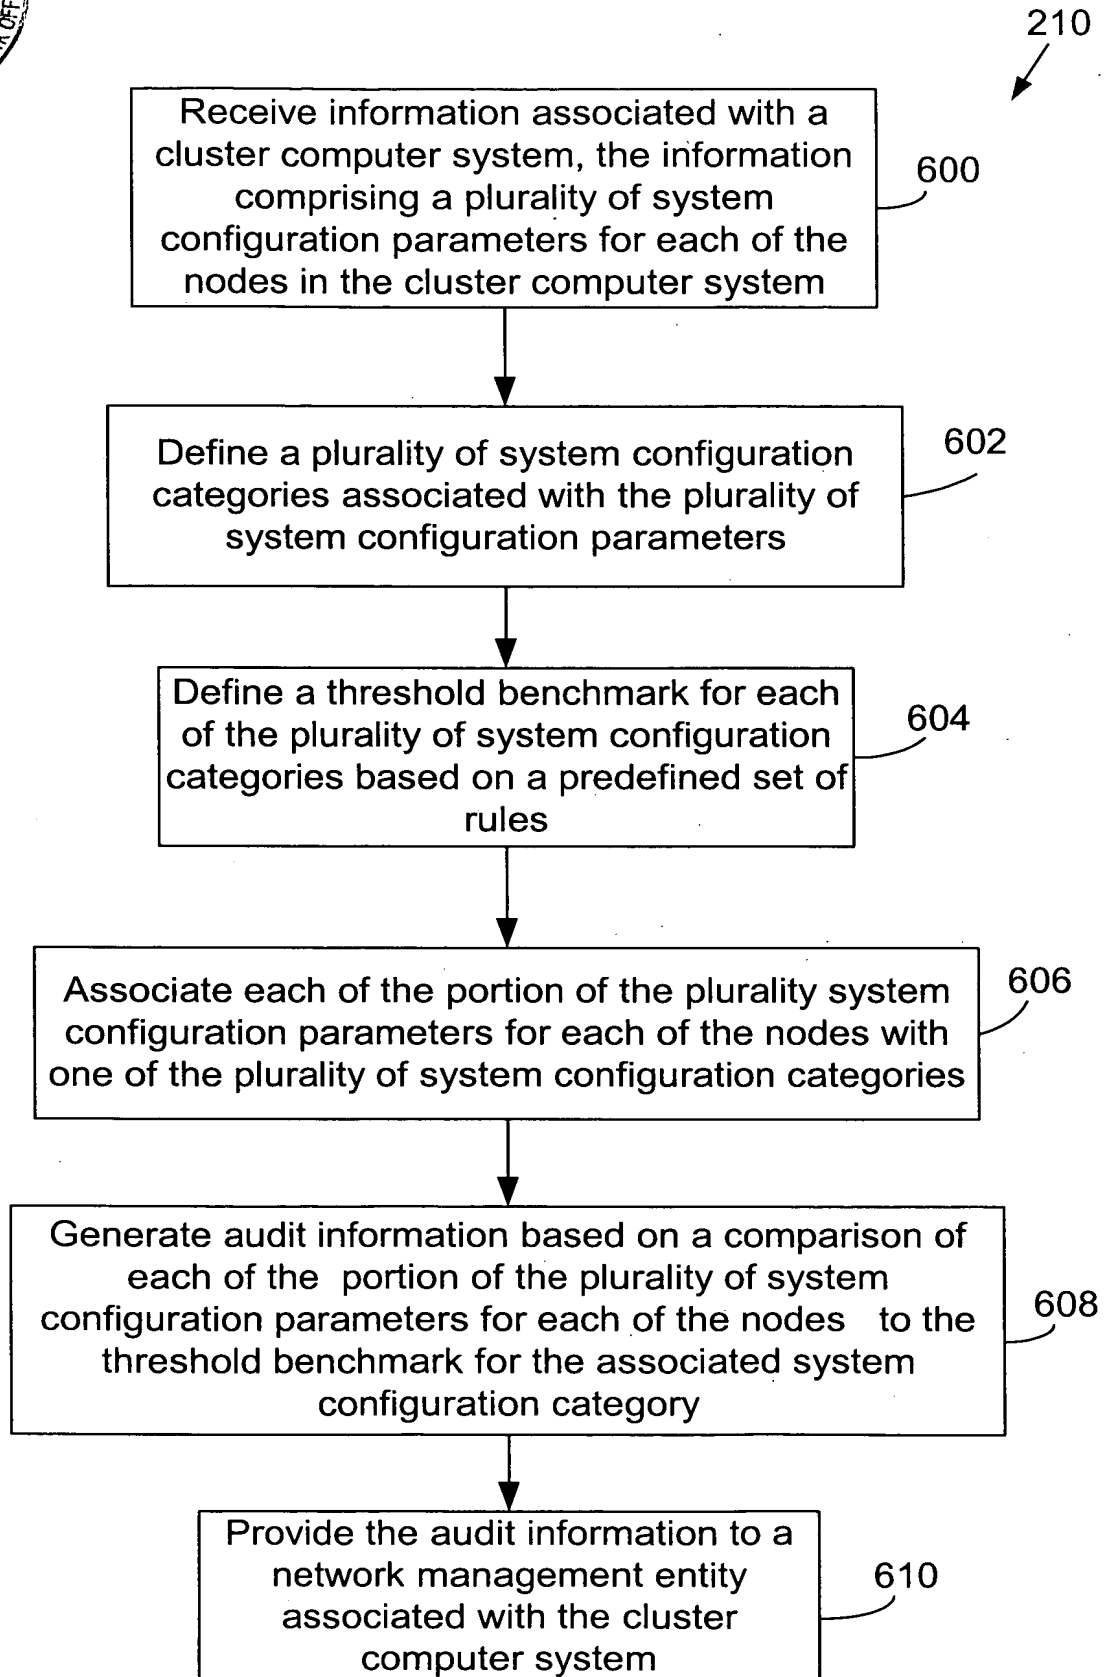 210
Receive information associated with a
cluster computer system, the information
comprising a plurality of system
configuration parameters for each of the
nodes in the cluster computer system
600
Define a plurality of system configuration
categories associated with the plurality of
system configuration parameters
602
Define a threshold benchmark for each
of the plurality of system configuration
categories based on a predefined set of
rules
604
Associate each of the portion of the plurality system
configuration parameters for each of the nodes with
one of the plurality of system configuration categories
606
Generate audit information based on a comparison of
each of the portion of the plurality of system
configuration parameters for each of the nodes to the
threshold benchmark for the associated system
configuration category
608
Provide the audit information to a
network management entity
associated with the cluster
computer system
610